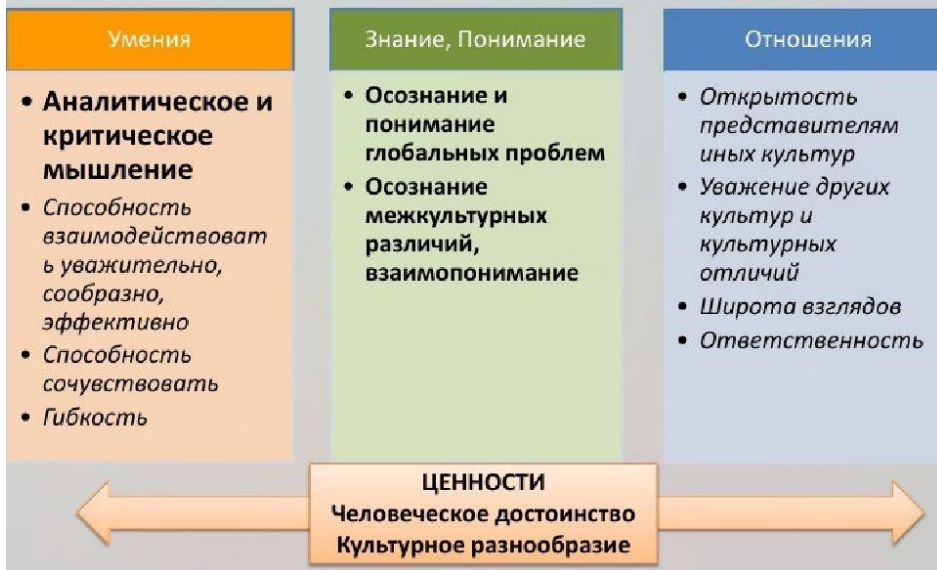 Умения
• Аналитическое и
критическое
мышление
• Способность
взаимодействоват
ь уважительно,
сообразно,
эффективно
• Способность
сочувствовать
• Гибкость
Знание, Понимание
• Осознание и
понимание
глобальных проблем
• Осознание
межкультурных
различий,
взаимопонимание
Отношения
• Открытость
представителям
иных культур
• Уважение других
культур и
культурных
отличий
• Широта взглядов
• Ответственность
ЦЕННОСТИ
Человеческое достоинство
Культурное разнообразие